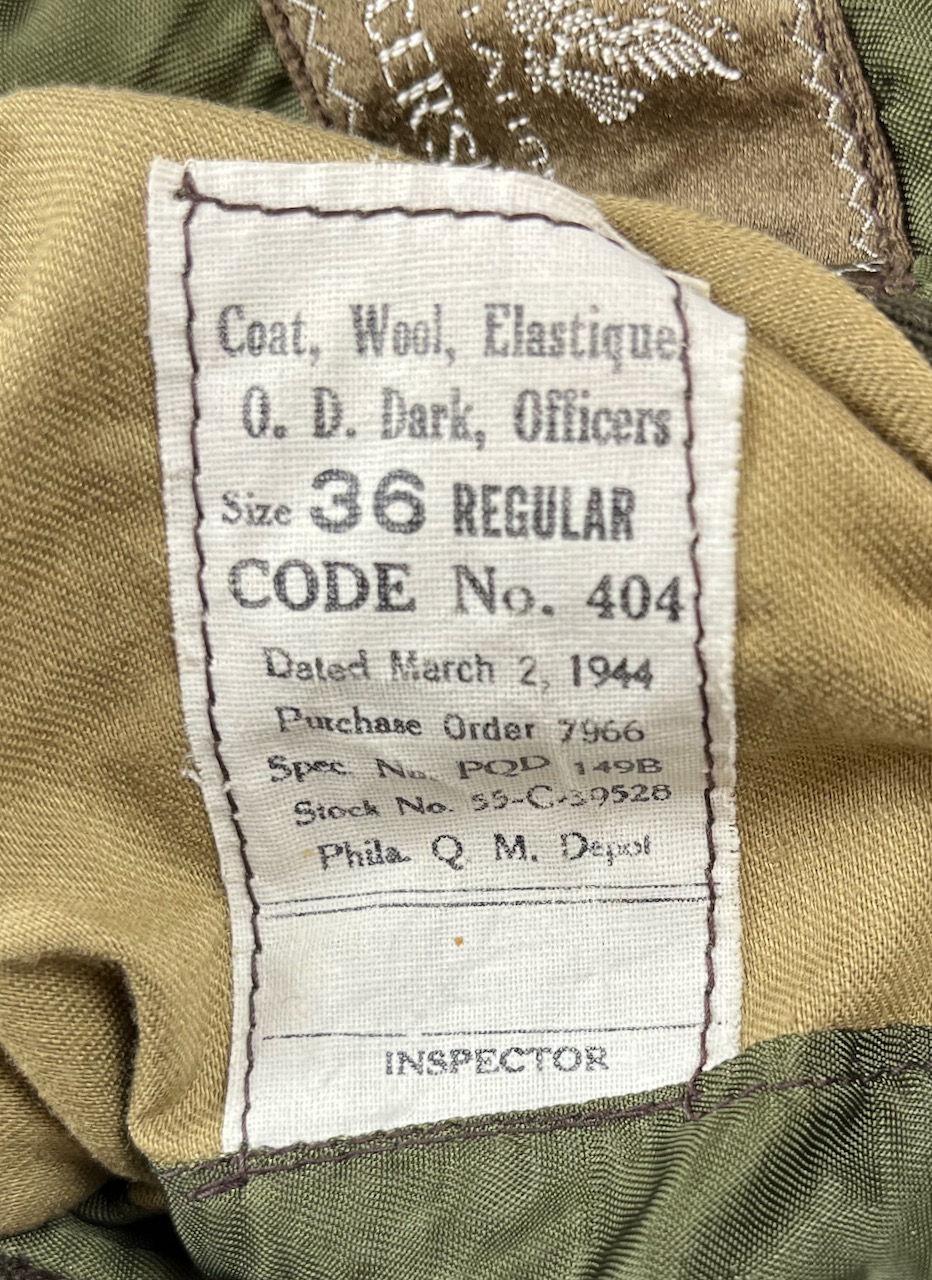 Coat, Wool, Elastique,
O. D. Dark, Officers
Size 36 REGULAR
CODE No. 404
Dated March 2, 1944
Purchase Order 7966
Spec. No. PQD 149B
Stock No. 55-C-39528
Phila. Q M. Depot
INSPECTOR